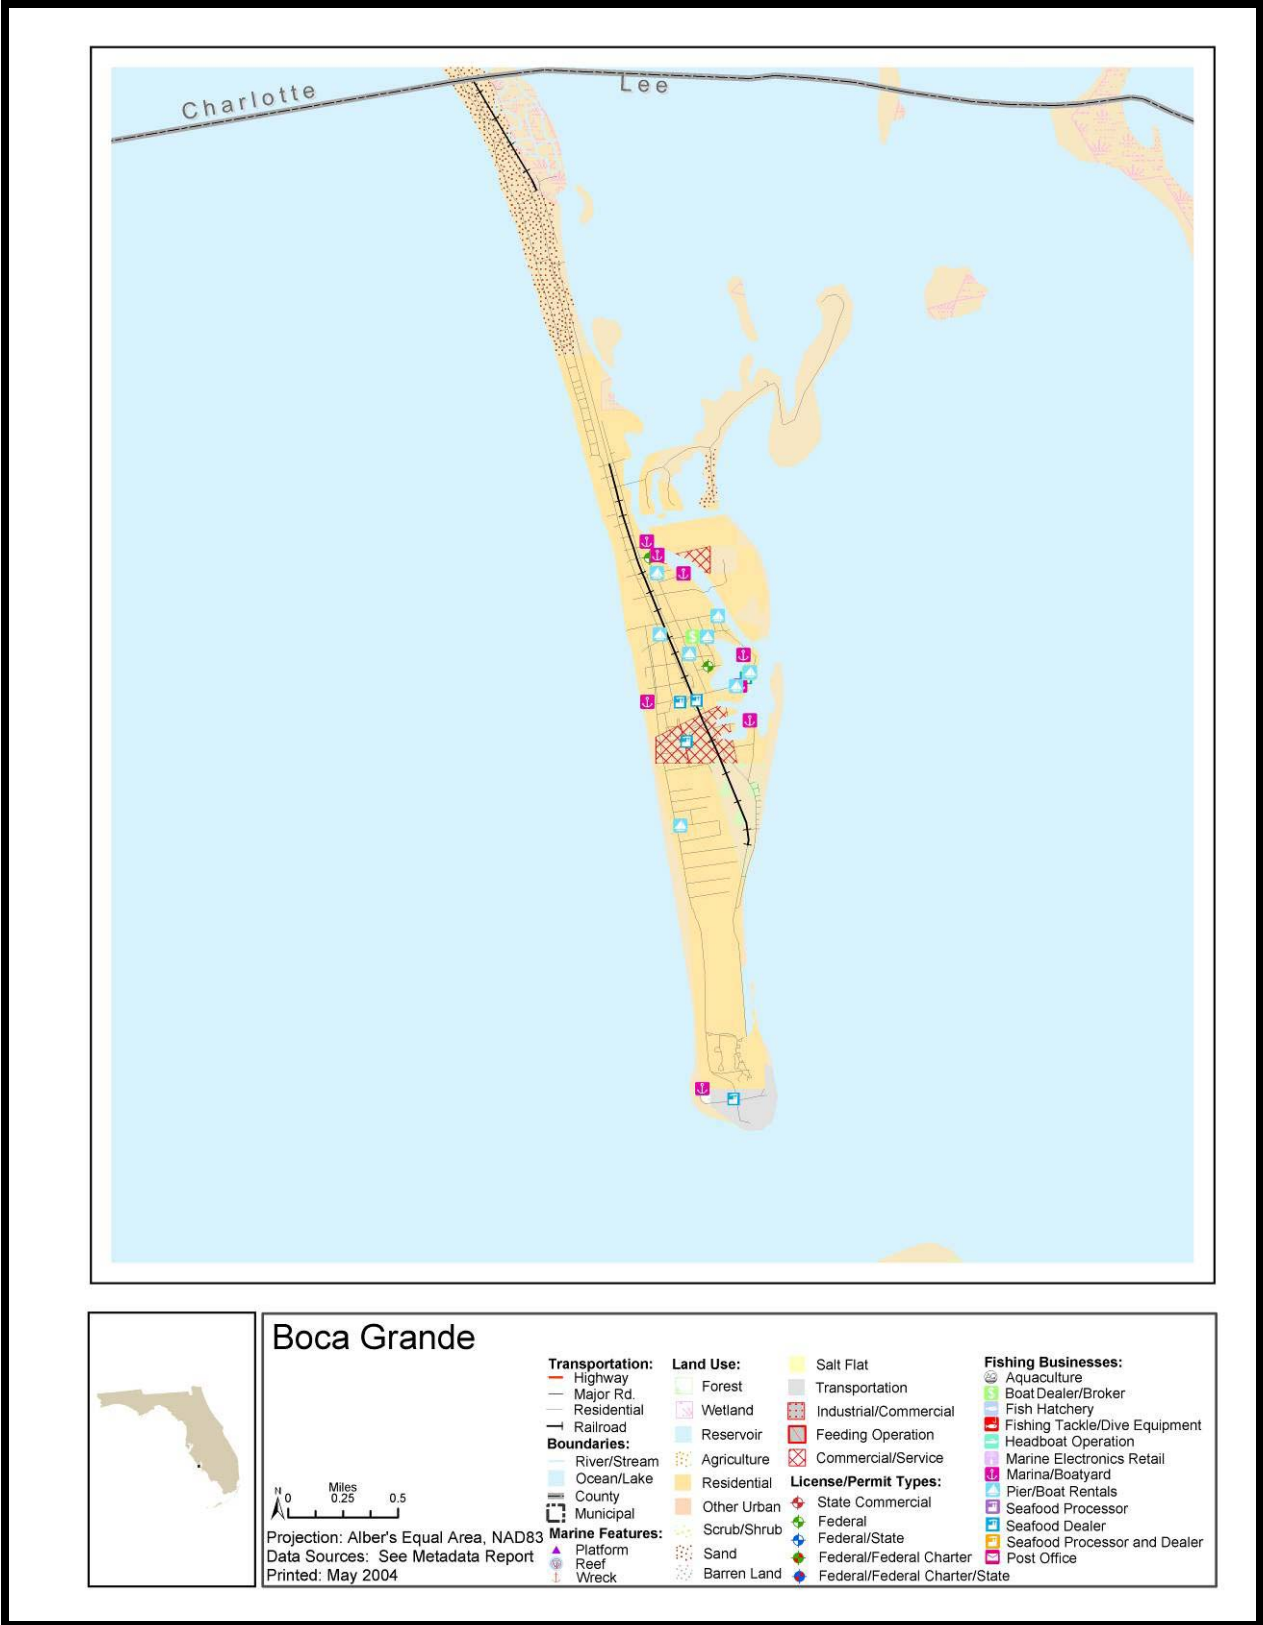 Charlotte
Lee
Boca Grande
N
Miles
0 0.25 0.5
Projection: Alber's Equal Area, NAD83
Data Sources: See Metadata Report
Printed: May 2004
Transportation:
Highway
Major Rd.
Residential
Railroad
Boundaries:
River/Stream
Ocean/Lake
County
Municipal
Marine Features:
Platform
Reef
Wreck
Land Use:
Forest
Wetland
Reservoir
Agriculture
Residential
Other Urban
Scrub/Shrub
Sand
Barren Land
Salt Flat
Transportation
Industrial/Commercial
Feeding Operation
Commercial/Service
License/Permit Types:
State Commercial
Federal
Federal/State
Federal/Federal Charter
Federal/Federal Charter/State
Fishing Businesses:
Aquaculture
Boat Dealer/Broker
Fish Hatchery
Fishing Tackle/Dive Equipment
Headboat Operation
Marine Electronics Retail
Marina/Boatyard
Pier/Boat Rentals
Seafood Processor
Seafood Dealer
Seafood Processor and Dealer
Post Office